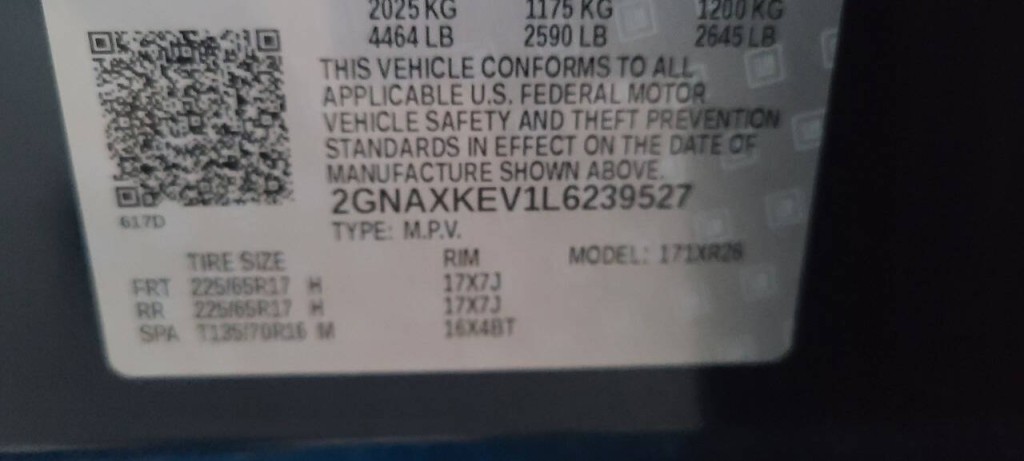 2025 KG 1175 KG 1200 KG
4464 LB 2590 LB 2645 LB
THIS VEHICLE CONFORMS TO ALL
APPLICABLE U.S. FEDERAL MOTOR
VEHICLE SAFETY AND THEFT PREVENTION
STANDARDS IN EFFECT ON THE DATE OF
MANUFACTURE SHOWN ABOVE.
2GNAXKEV1L6239527
617D
TYPE: M.P.V.
TIRE SIZE RIM MODEL: 171XR26
FRT 225/65R17 H 17X7J
RR 225/65R17 H 17X7J
SPA T135/70R16 M 16X4BT